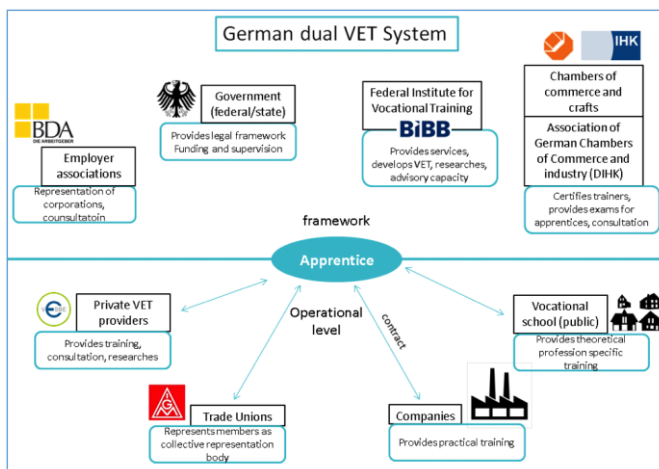 German dual VET System
IHK
BDA
DIE ARBEITGEBER
Employer
associations
Representation of
corporations,
counsultatoin
Government
(federal/state)
Provides legal framework
Funding and supervision
Federal Institute for
Vocational Training
BiBB
Provides services,
develops VET, researches,
advisory capacity
Chambers of
commerce and
crafts
Association of
German Chambers
of Commerce and
industry (DIHK)
Certifies trainers,
provides exams for
apprentices, consultation
framework
Apprentice
Operational
level
contract
Private VET
providers
Provides training,
consultation, researches
IGM
Trade Unions
Represents members as
collective representation
body
Companies
Provides practical training
Vocational
school (public)
Provides theoretical
profession specific
training